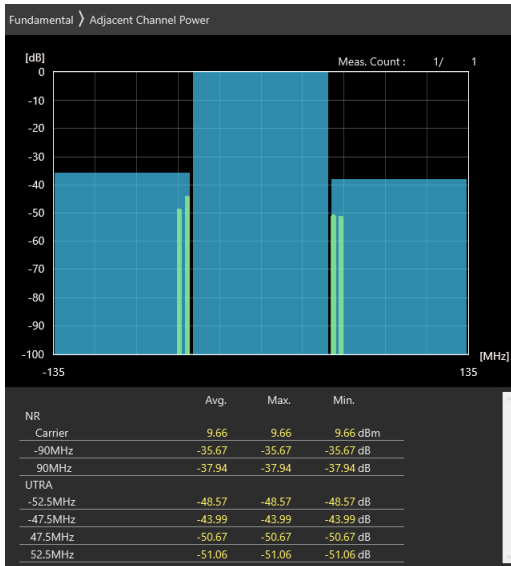 Fundamental 〉 Adjacent Channel Power
[dB]
Meas. Count : 1/ 1
0
-10
-20
-30
-40
-50
-60
-70
-80
-90
-100
[MHz]
-135 135
Avg. Max. Min.
NR
Carrier 9.66 9.66 9.66 dBm
-90MHz -35.67 -35.67 -35.67 dB
90MHz -37.94 -37.94 -37.94 dB
UTRA
-52.5MHz -48.57 -48.57 -48.57 dB
-47.5MHz -43.99 -43.99 -43.99 dB
47.5MHz -50.67 -50.67 -50.67 dB
52.5MHz -51.06 -51.06 -51.06 dB